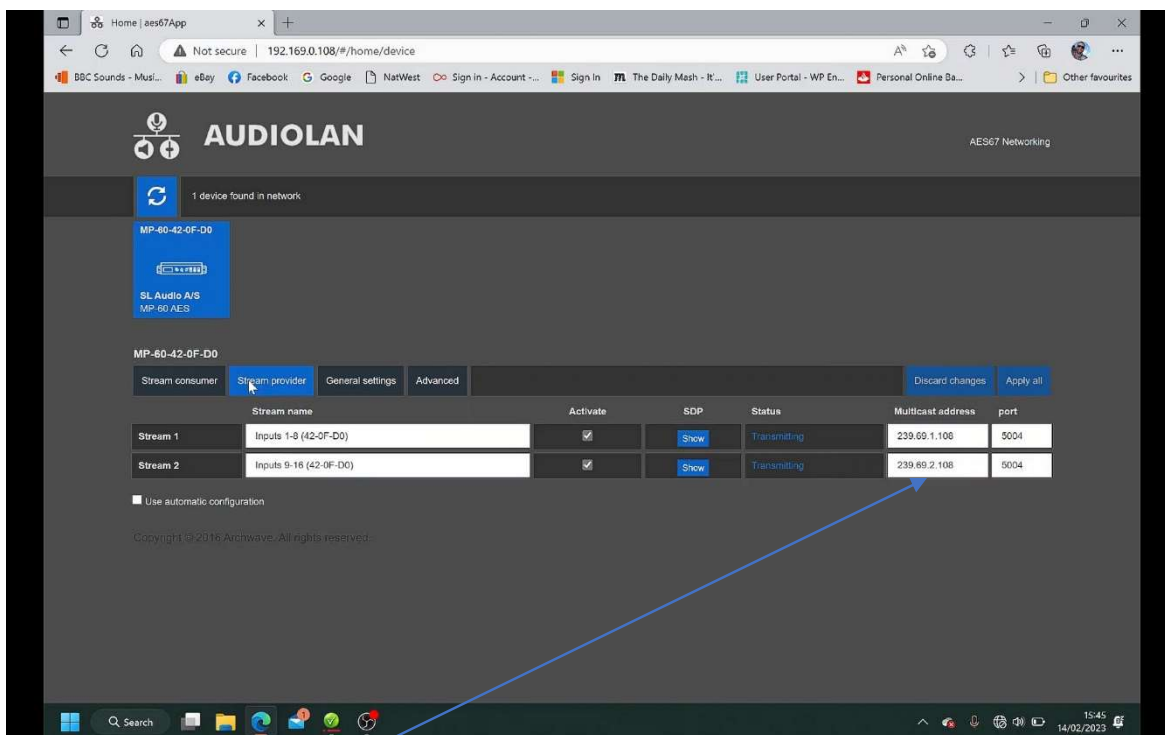 Home | aes67App
Not secure | 192.169.0.108/#/home/device
BBC Sounds - Musi... eBay Facebook Google NatWest Sign in - Account -... Sign In The Daily Mash - It'... User Portal - WP En... Personal Online Ba... Other favourites
AUDIOLAN
AES67 Networking
1 device found in network
MP-60-42-0F-D0
SL Audio A/S
MP-60 AES
MP-60-42-0F-D0
Stream consumer Stream provider General settings Advanced Discard changes Apply all
Stream name Activate SDP Status Multicast address port
Stream 1 Inputs 1-8 (42-0F-D0) Show Transmitting 239.69.1.108 5004
Stream 2 Inputs 9-16 (42-0F-D0) Show Transmitting 239.69.2.108 5004
Use automatic configuration
Copyright © 2016 Archwave. All rights reserved.
Search
15:45
14/02/2023